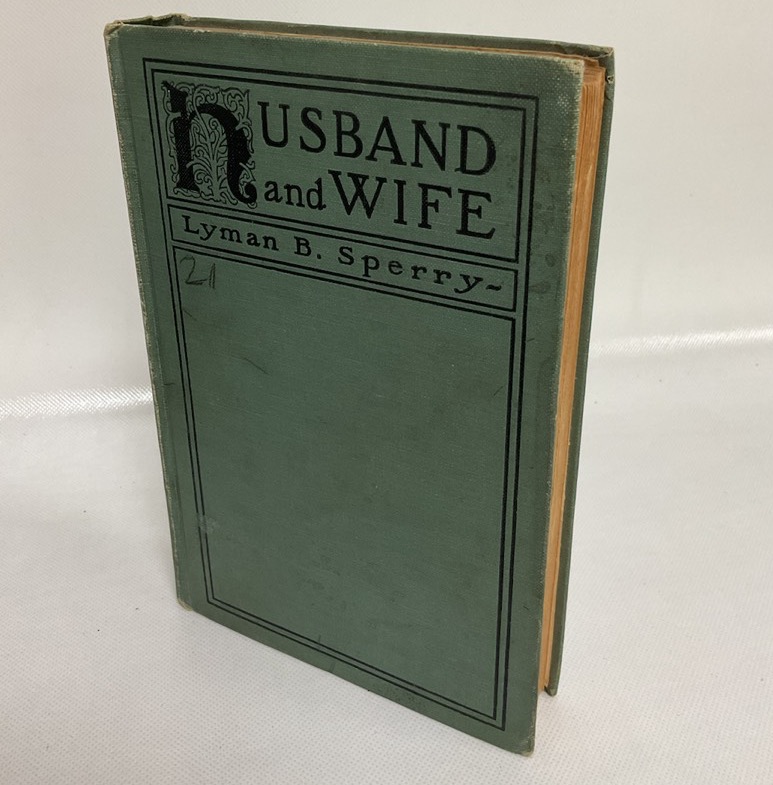 HUSBAND
and WIFE
Lyman B. Sperry~
21